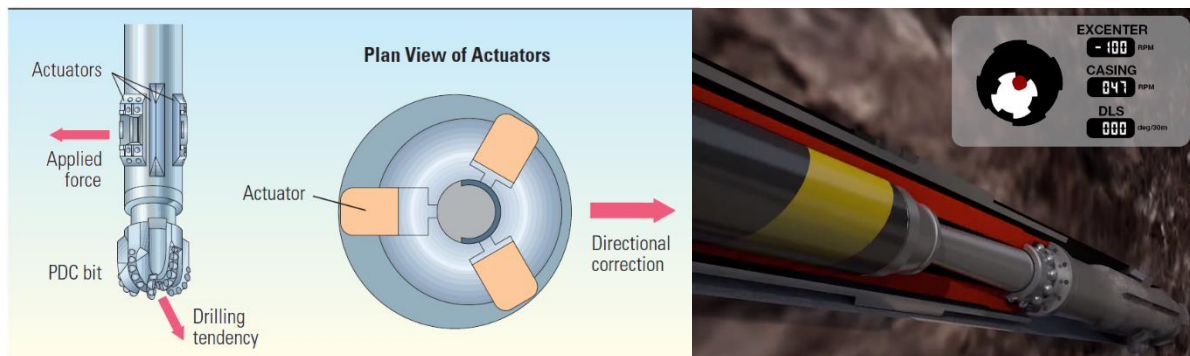 Actuators
Applied
force
PDC bit
Drilling
tendency
Plan View of Actuators
Actuator
Directional
correction
EXCENTER
-100 RPM
CASING
047 RPM
DLS
000 deg/30m